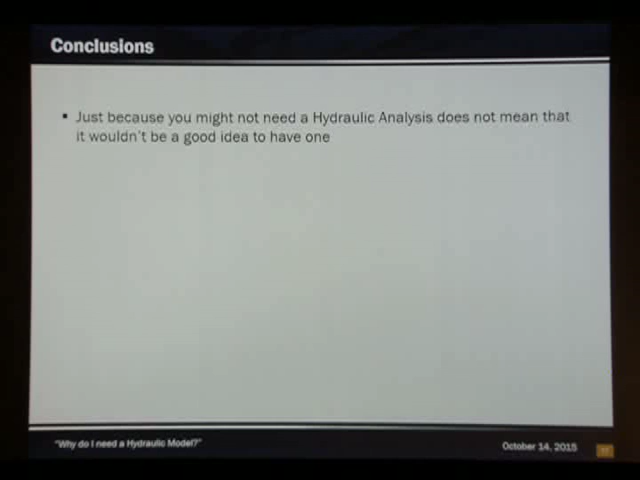 Conclusions
▪ Just because you might not need a Hydraulic Analysis does not mean that
it wouldn't be a good idea to have one
"Why do I need a Hydraulic Model?"
October 14, 2015